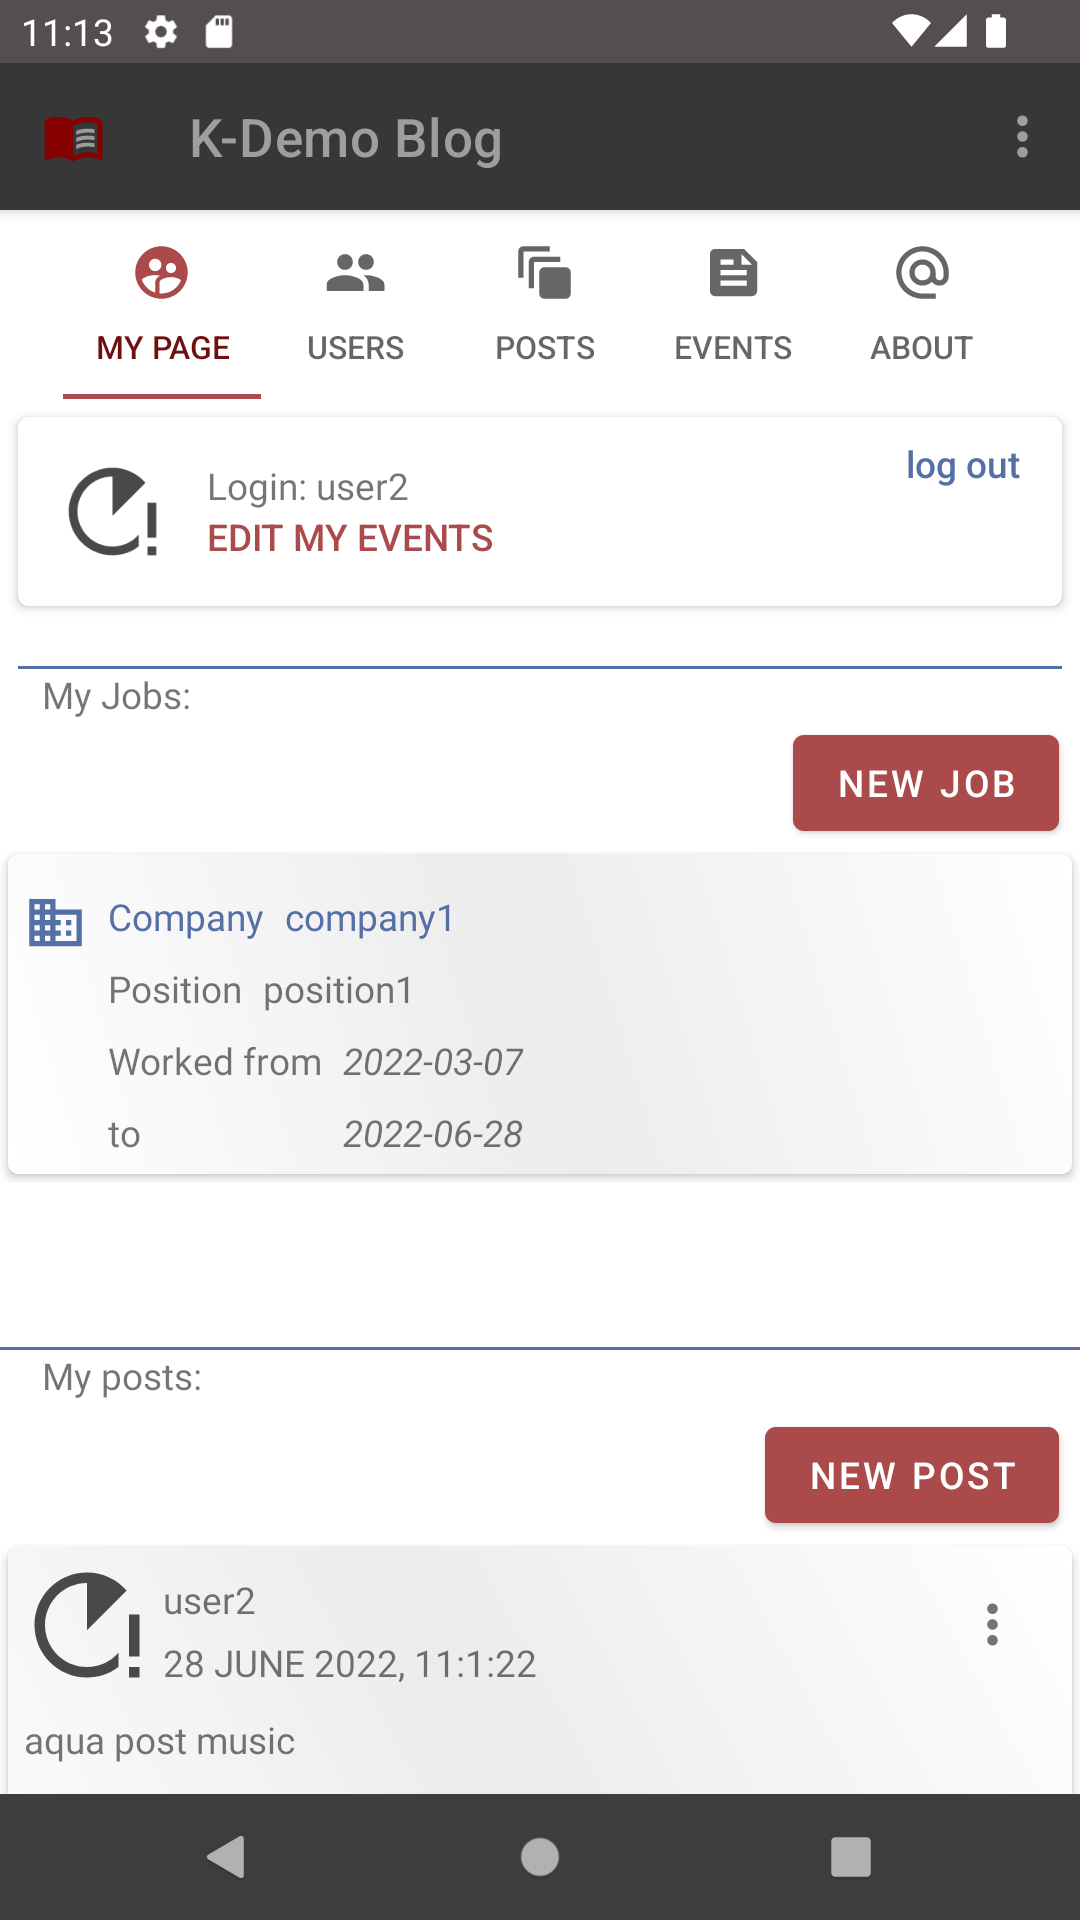 11:13
K-Demo Blog
MY PAGE USERS POSTS EVENTS ABOUT
Login: user2
log out
EDIT MY EVENTS
My Jobs:
NEW JOB
Company company1
Position position1
Worked from 2022-03-07
to 2022-06-28
My posts:
NEW POST
user2
28 JUNE 2022, 11:1:22
aqua post music